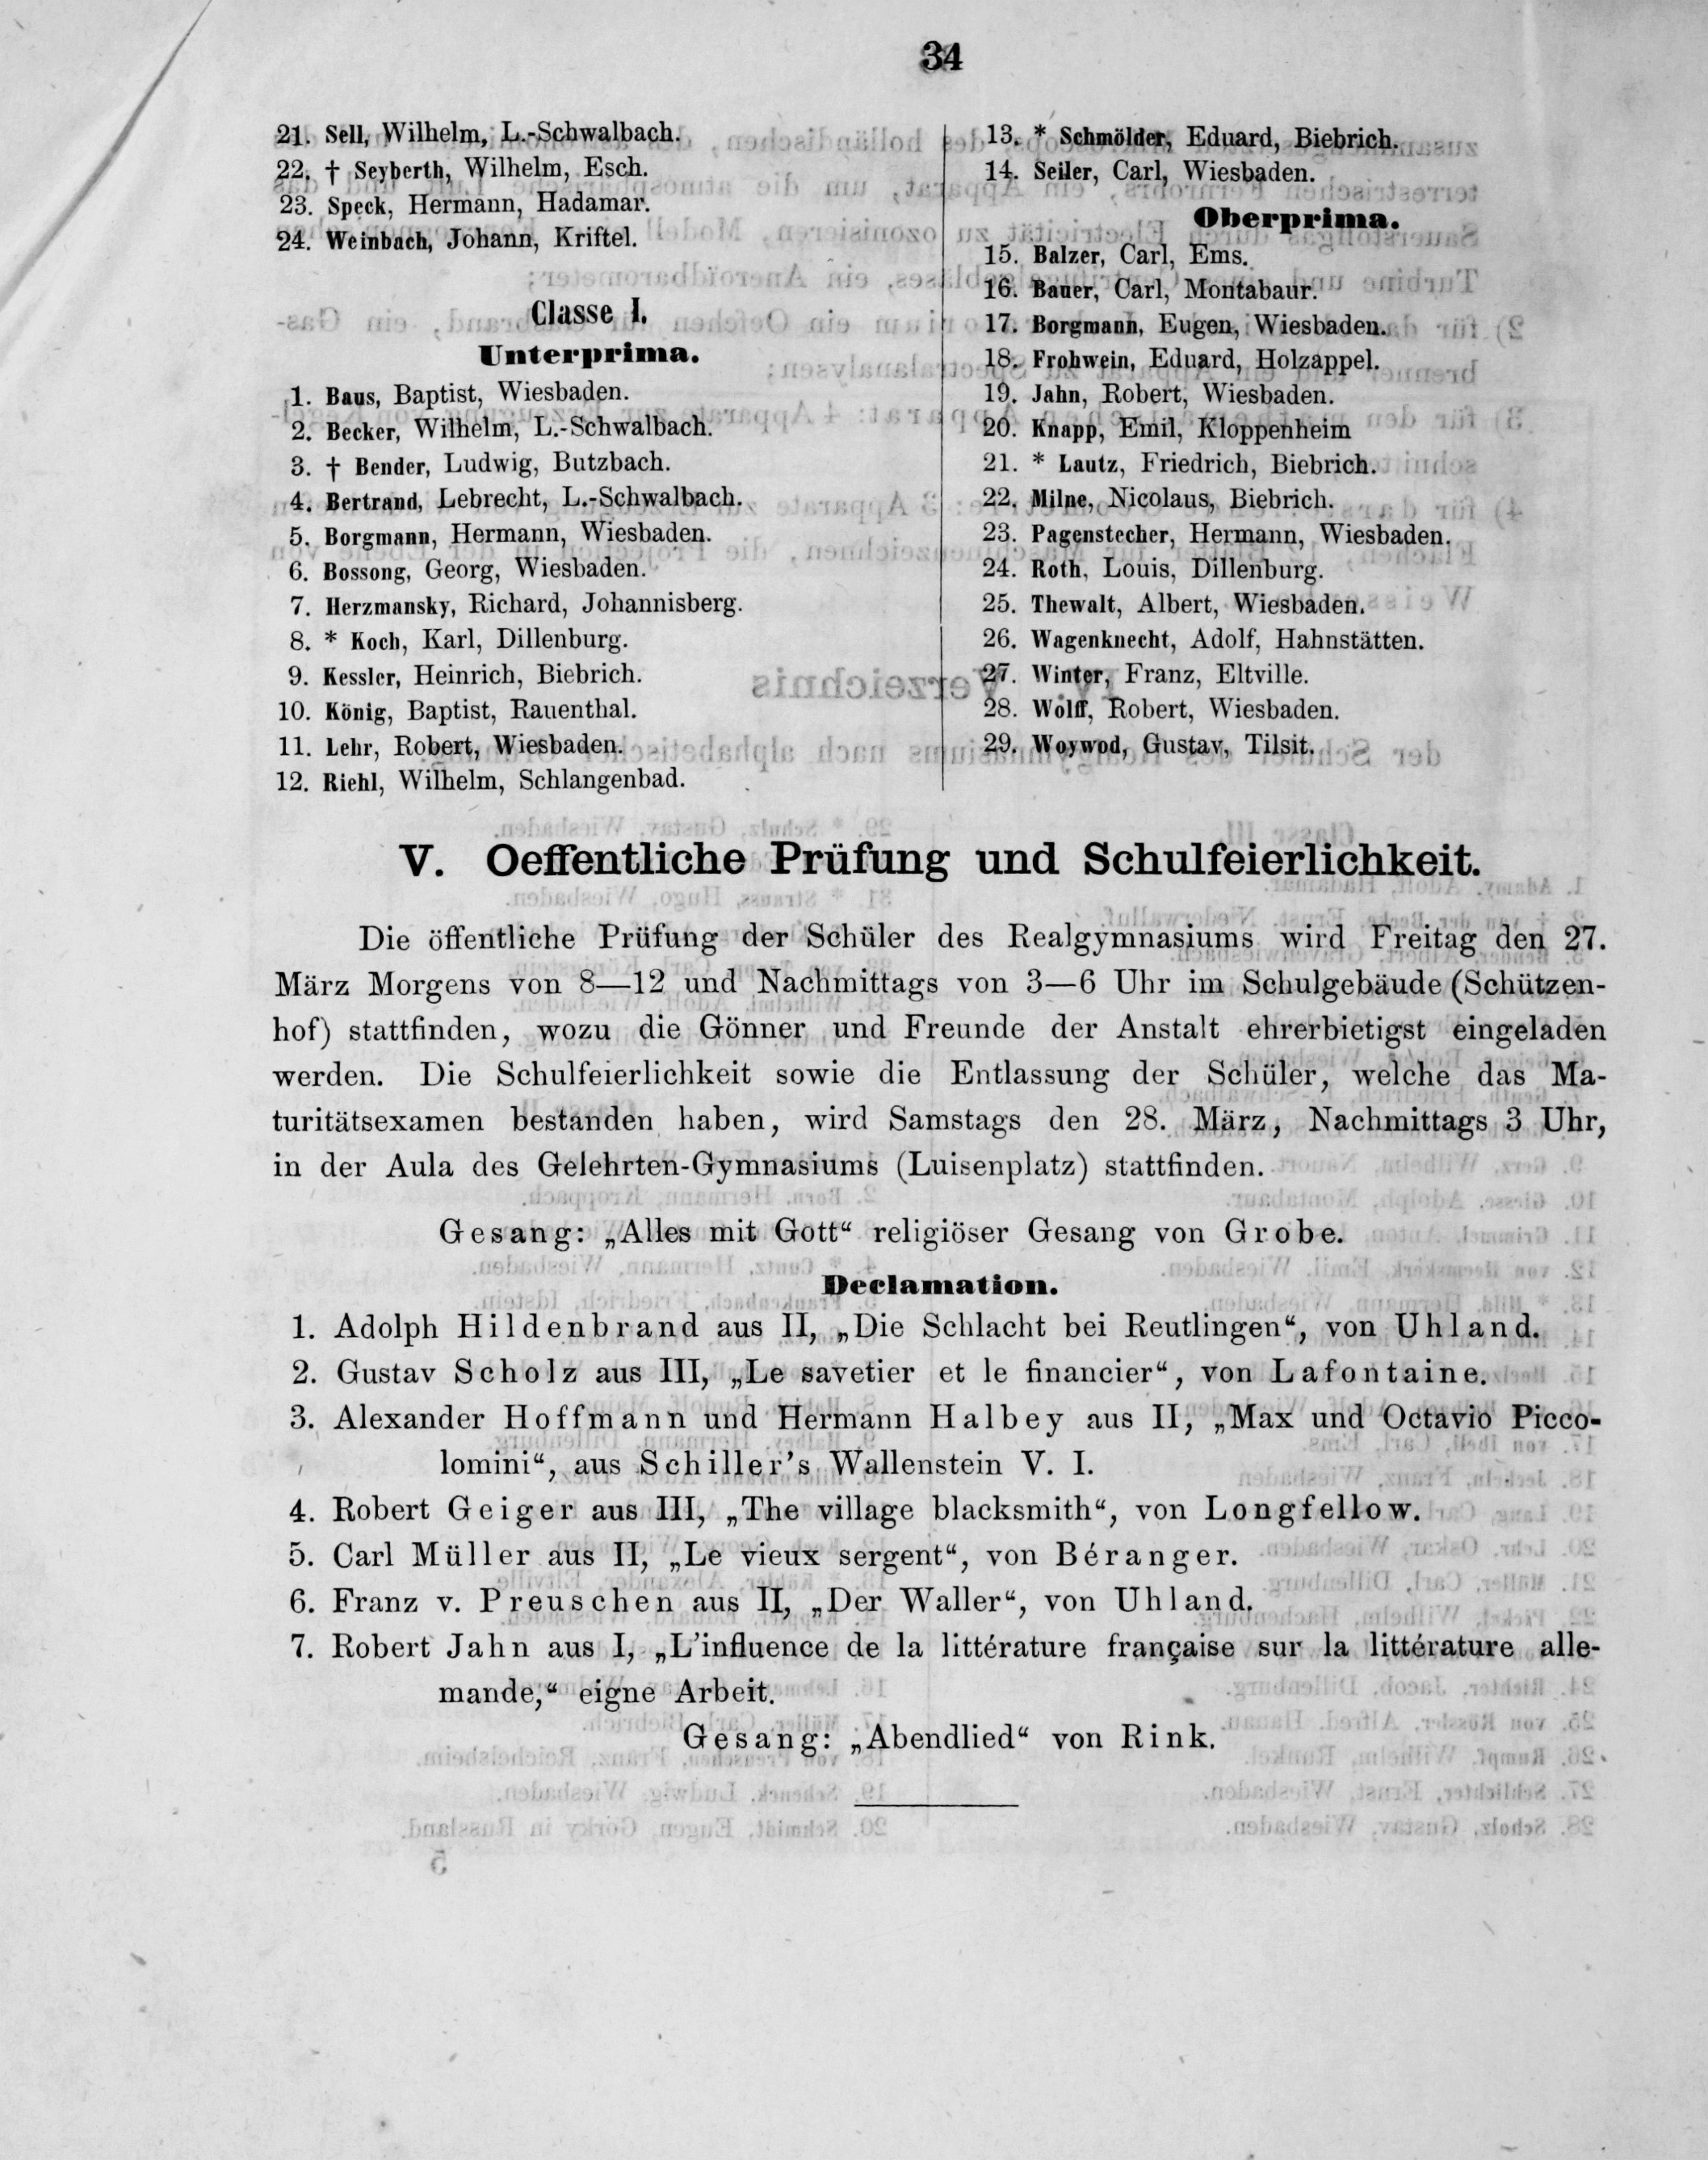 34
21. Sell, Wilhelm, L.-Schwalbach.
22. † Seyberth, Wilhelm, Esch.
23. Speck, Hermann, Hadamar.
24. Weinbach, Johann, Kriftel.
Classe I.
Unterprima.
1. Baus, Baptist, Wiesbaden.
2. Becker, Wilhelm, L.-Schwalbach.
3. † Bender, Ludwig, Butzbach.
4. Bertrand, Lebrecht, L.-Schwalbach.
5. Borgmann, Hermann, Wiesbaden.
6. Bossong, Georg, Wiesbaden.
7. Herzmansky, Richard, Johannisberg.
8. * Koch, Karl, Dillenburg.
9. Kessler, Heinrich, Biebrich.
10. König, Baptist, Rauenthal.
11. Lehr, Robert, Wiesbaden.
12. Riehl, Wilhelm, Schlangenbad.
13. * Schmölder, Eduard, Biebrich.
14. Seiler, Carl, Wiesbaden.
Oberprima.
15. Balzer, Carl, Ems.
16. Bauer, Carl, Montabaur.
17. Borgmann, Eugen, Wiesbaden.
18. Frohwein, Eduard, Holzappel.
19. Jahn, Robert, Wiesbaden.
20. Knapp, Emil, Kloppenheim
21. * Lautz, Friedrich, Biebrich.
22. Milne, Nicolaus, Biebrich.
23. Pagenstecher, Hermann, Wiesbaden.
24. Roth, Louis, Dillenburg.
25. Thewalt, Albert, Wiesbaden.
26. Wagenknecht, Adolf, Hahnstätten.
27. Winter, Franz, Eltville.
28. Wolff, Robert, Wiesbaden.
29. Woywod, Gustav, Tilsit.
V. Oeffentliche Prüfung und Schulfeierlichkeit.
Die öffentliche Prüfung der Schüler des Realgymnasiums wird Freitag den 27.
März Morgens von 8—12 und Nachmittags von 3—6 Uhr im Schulgebäude (Schützen-
hof) stattfinden, wozu die Gönner und Freunde der Anstalt ehrerbietigst eingeladen
werden. Die Schulfeierlichkeit sowie die Entlassung der Schüler, welche das Ma-
turitätsexamen bestanden haben, wird Samstags den 28. März, Nachmittags 3 Uhr,
in der Aula des Gelehrten-Gymnasiums (Luisenplatz) stattfinden.
Gesang: „Alles mit Gott“ religiöser Gesang von Grobe.
Declamation.
1. Adolph Hildenbrand aus II, „Die Schlacht bei Reutlingen“, von Uhland.
2. Gustav Scholz aus III, „Le savetier et le financier“, von Lafontaine.
3. Alexander Hoffmann und Hermann Halbey aus II, „Max und Octavio Picco-
lomini“, aus Schiller's Wallenstein V. I.
4. Robert Geiger aus III, „The village blacksmith“, von Longfellow.
5. Carl Müller aus II, „Le vieux sergent“, von Béranger.
6. Franz v. Preuschen aus II, „Der Waller“, von Uhland.
7. Robert Jahn aus I, „L'influence de la littérature française sur la littérature alle-
mande,“ eigne Arbeit.
Gesang: „Abendlied“ von Rink.